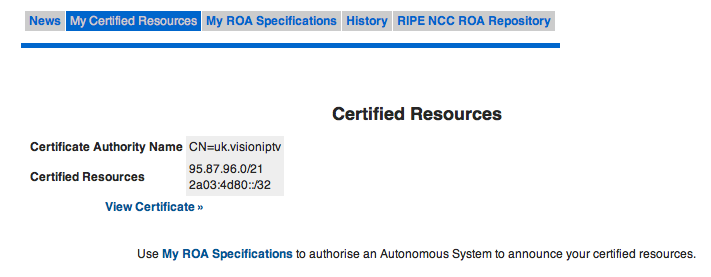 News My Certified Resources My ROA Specifications History RIPE NCC ROA Repository
Certified Resources
Certificate Authority Name CN=uk.visioniptv
Certified Resources 95.87.96.0/21
2a03:4d80::/32
View Certificate »
Use My ROA Specifications to authorise an Autonomous System to announce your certified resources.